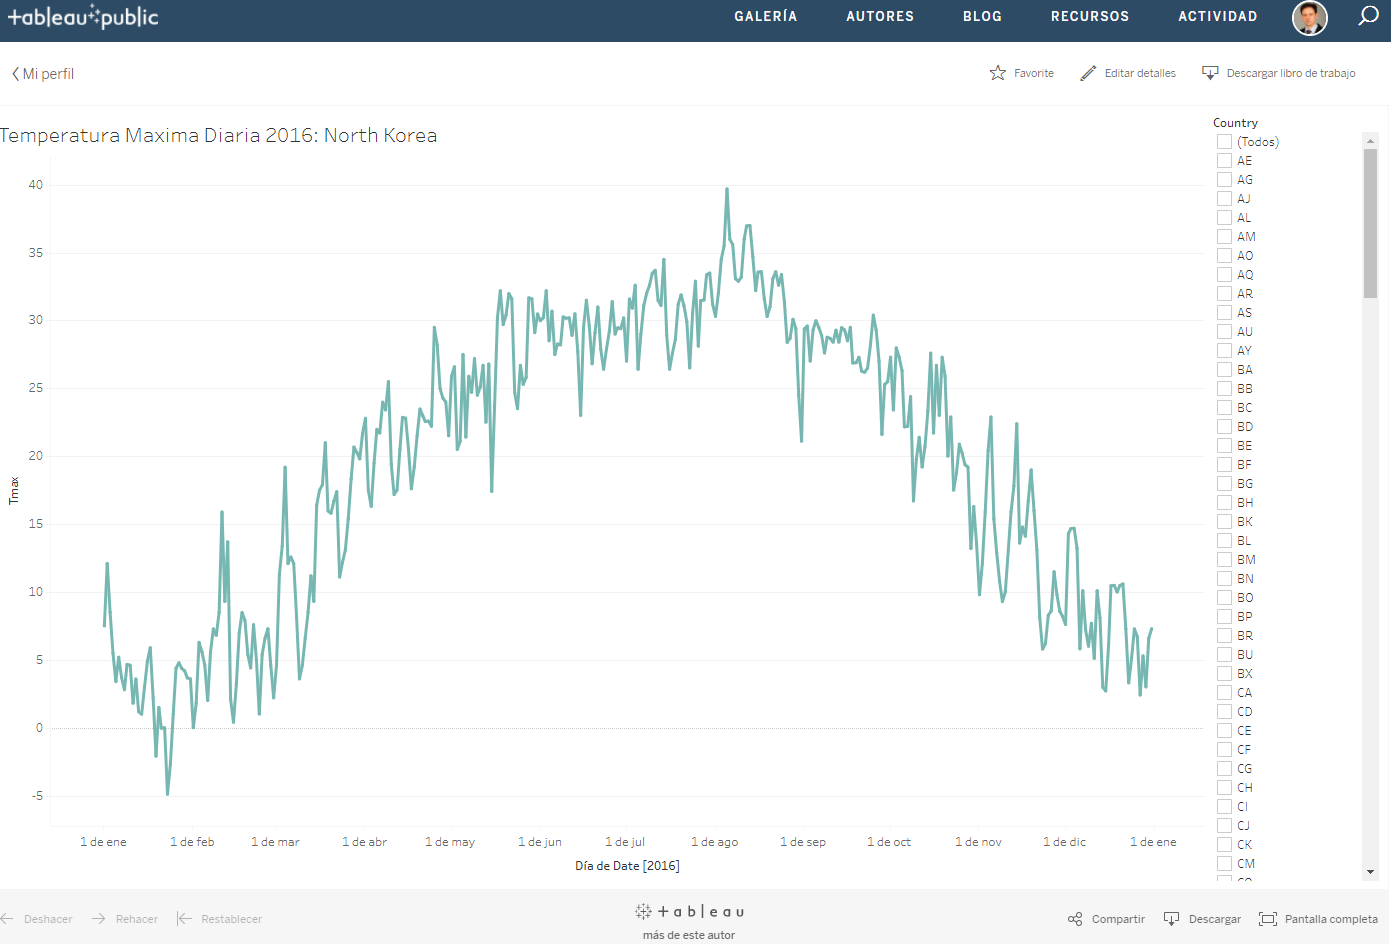 +ableau public
GALERÍA AUTORES BLOG RECURSOS ACTIVIDAD
Mi perfil
Favorite Editar detalles Descargar libro de trabajo
Temperatura Maxima Diaria 2016: North Korea
Country
(Todos)
AE
AG
AJ
AL
AM
AO
AQ
AR
AS
AU
AY
BA
BB
BC
BD
BE
BF
BG
BH
BK
BL
BM
BN
BO
BP
BR
BU
BX
CA
CD
CE
CF
CG
CH
CI
CJ
CK
CM
40
35
30
25
20
15
10
5
0
-5
Tmax
1 de ene 1 de feb 1 de mar 1 de abr 1 de may 1 de jun 1 de jul 1 de ago 1 de sep 1 de oct 1 de nov 1 de dic 1 de ene
Día de Date [2016]
Deshacer Rehacer Restablecer
+ableau
más de este autor
Compartir Descargar Pantalla completa